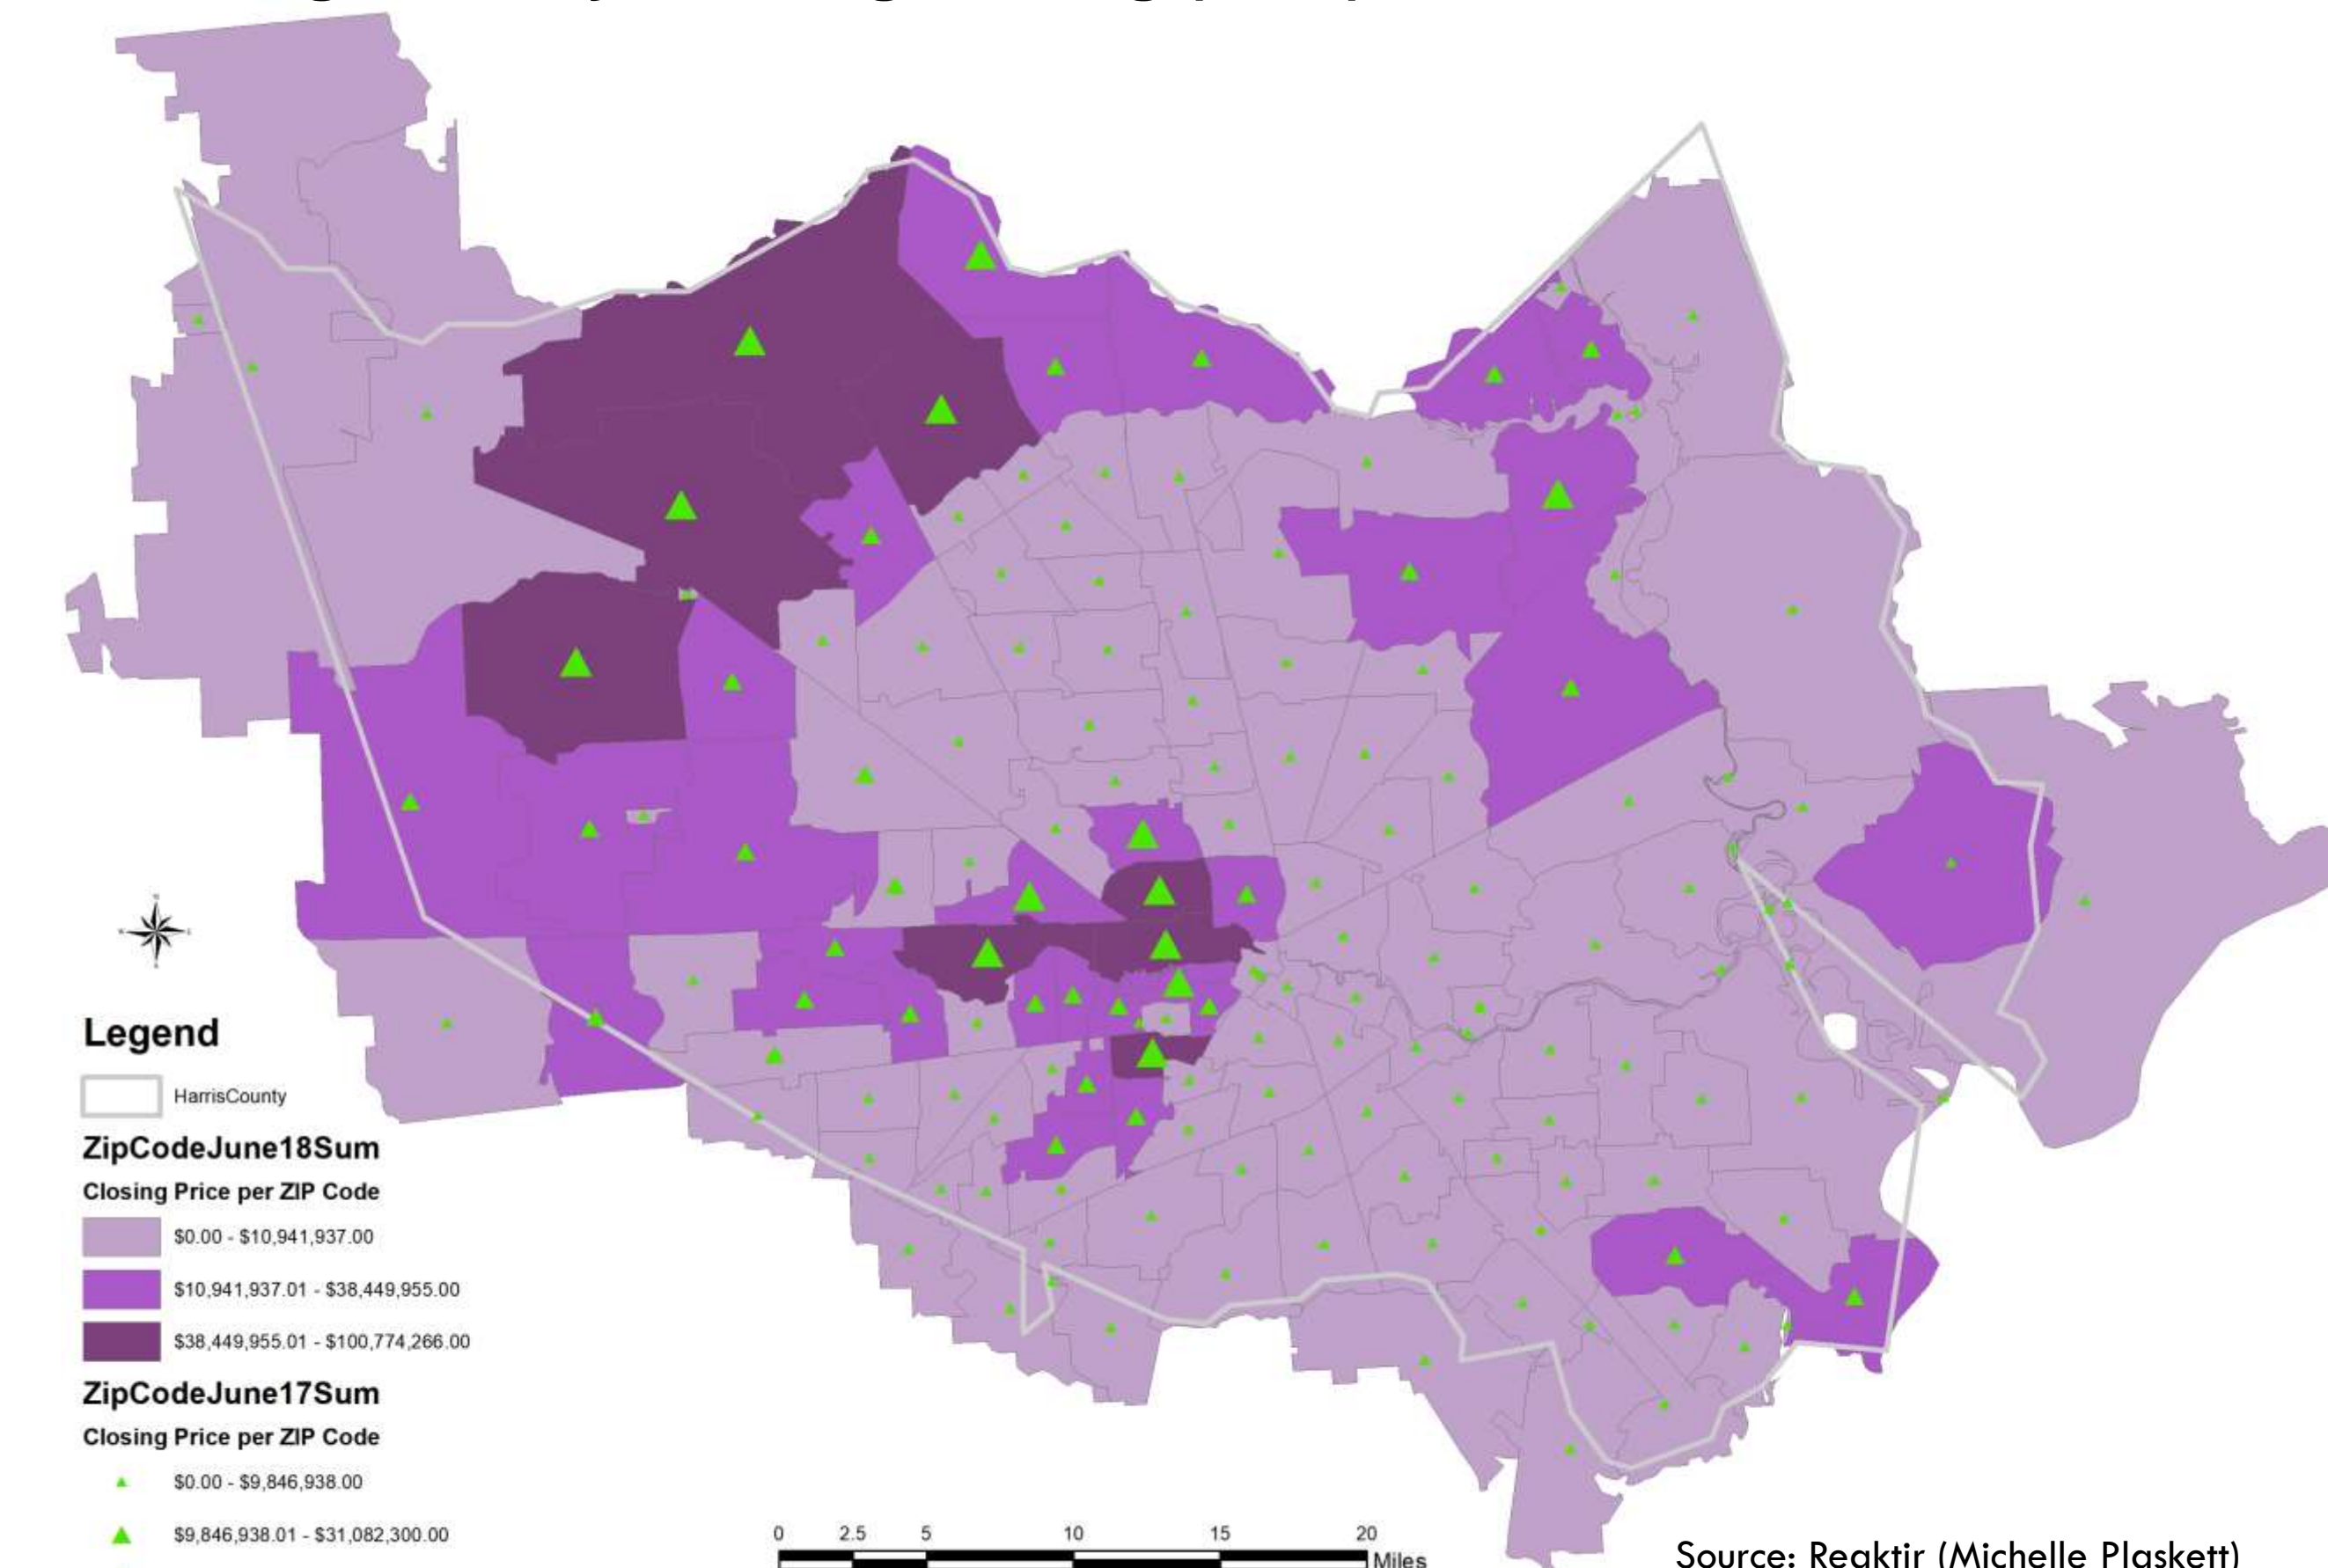 Legend
HarrisCounty
ZipCodeJune18Sum
Closing Price per ZIP Code
$0.00 - $10,941,937.00
$10,941,937.01 - $38,449,955.00
$38,449,955.01 - $100,774,266.00
ZipCodeJune17Sum
Closing Price per ZIP Code
$0.00 - $9,846,938.00
$9,846,938.01 - $31,082,300.00
0 2.5 5 10 15 20
Miles
Source: Reaktir (Michelle Plaskett)